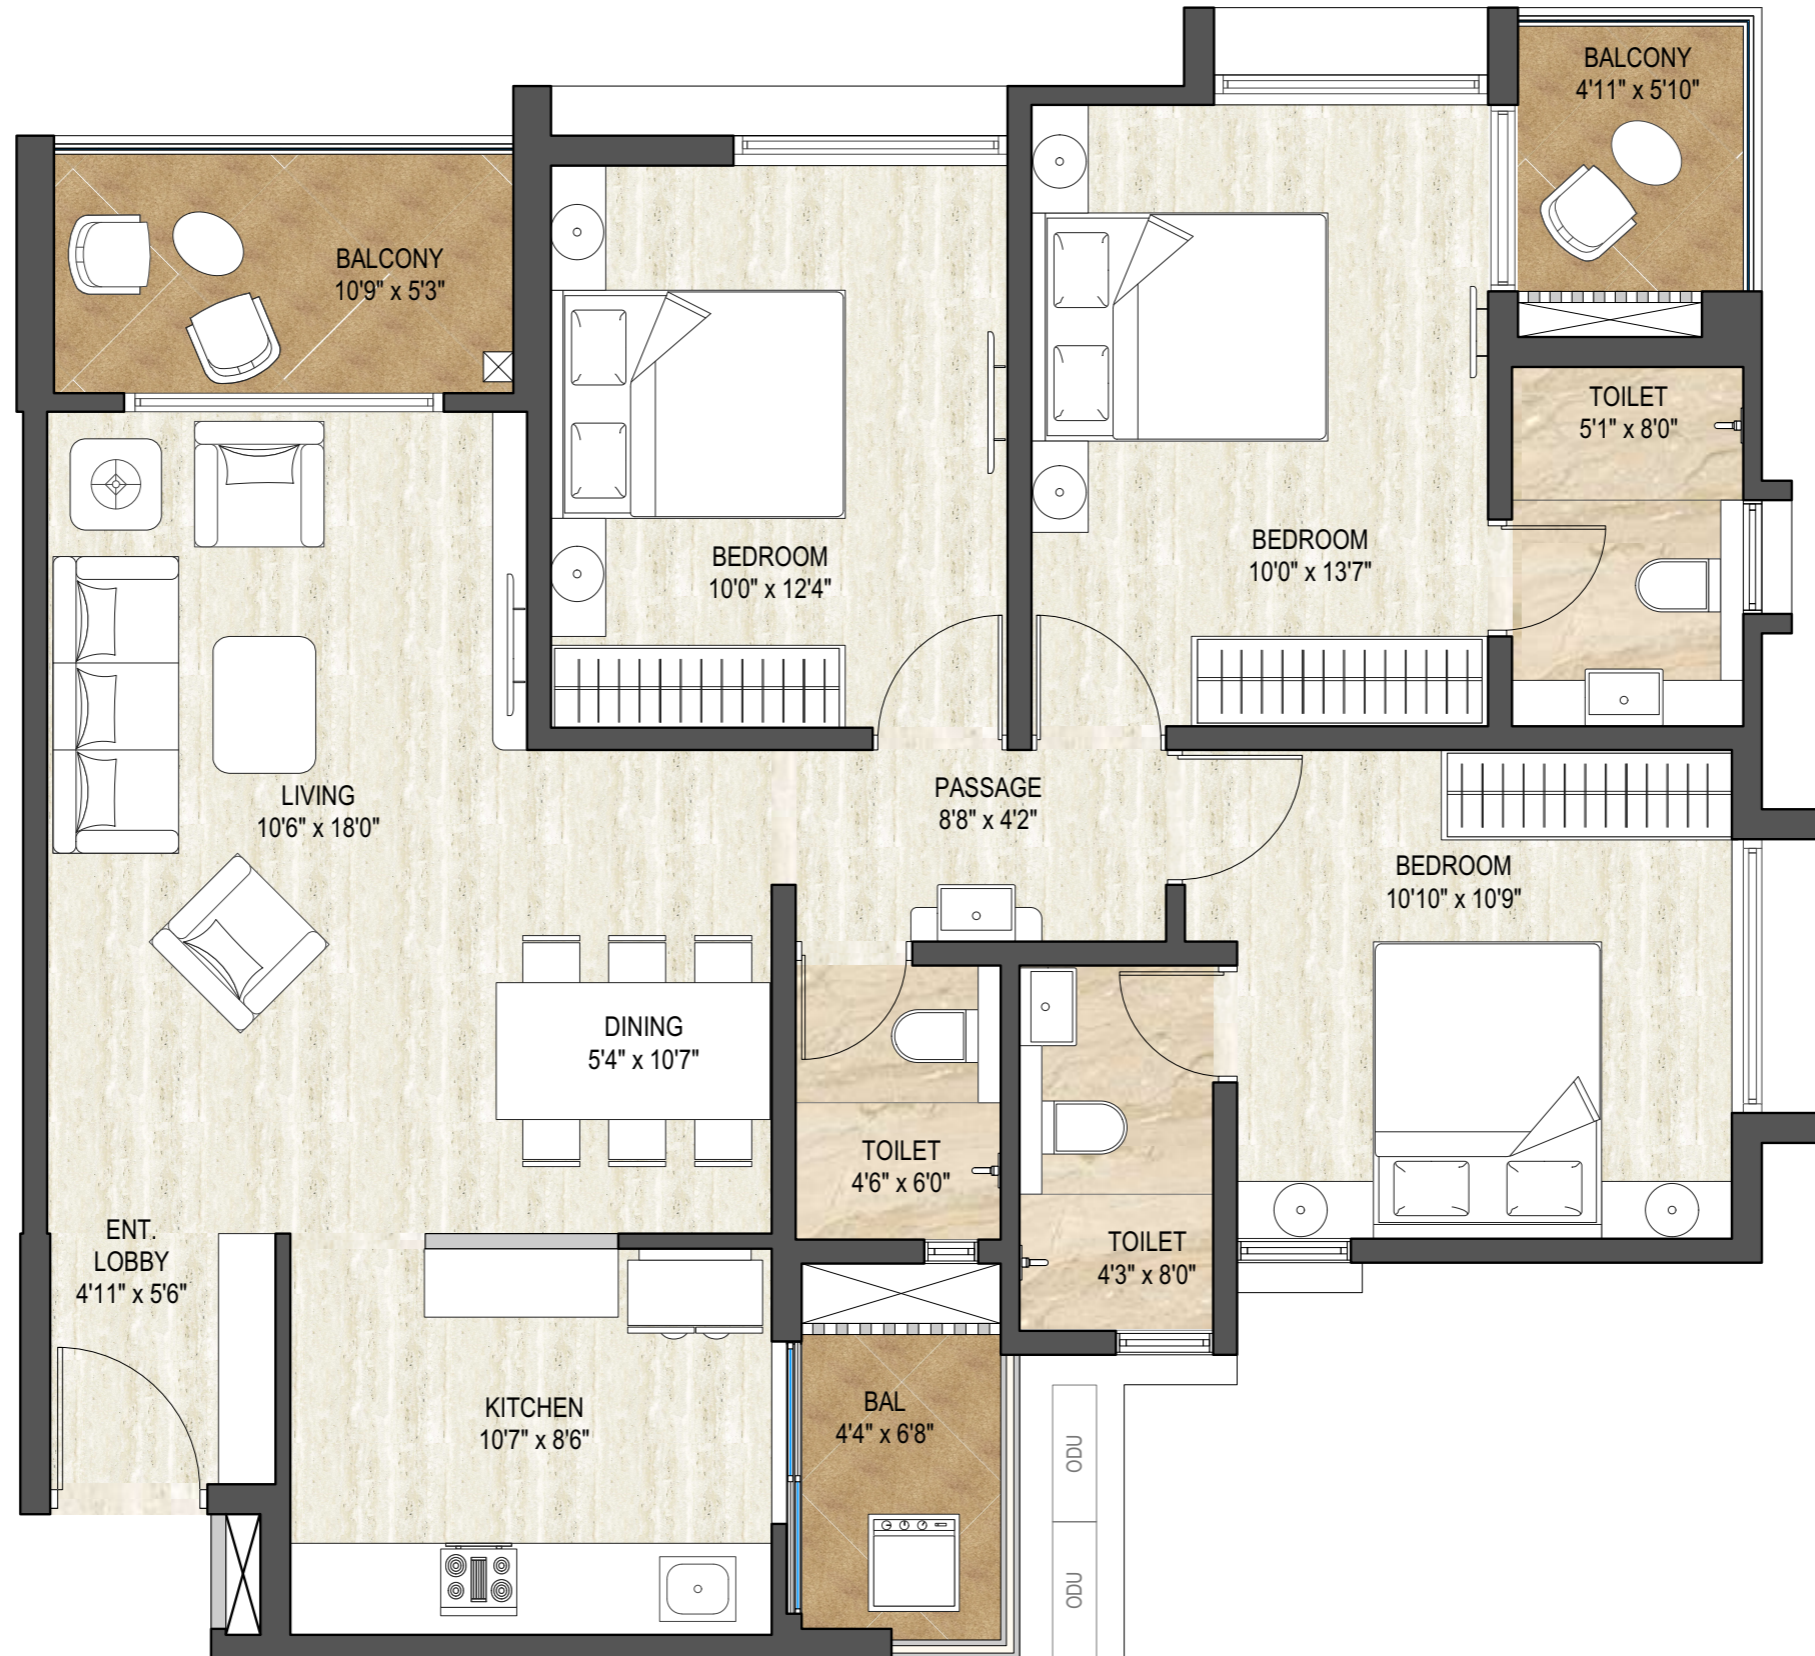 BALCONY
4'11" x 5'10"
BALCONY
10'9" x 5'3"
TOILET
5'1" x 8'0"
BEDROOM
10'0" x 12'4"
BEDROOM
10'0" x 13'7"
LIVING
10'6" x 18'0"
PASSAGE
8'8" x 4'2"
BEDROOM
10'10" x 10'9"
DINING
5'4" x 10'7"
TOILET
4'6" x 6'0"
ENT.
LOBBY
4'11" x 5'6"
TOILET
4'3" x 8'0"
KITCHEN
10'7" x 8'6"
BAL
4'4" x 6'8"
ODU
ODU